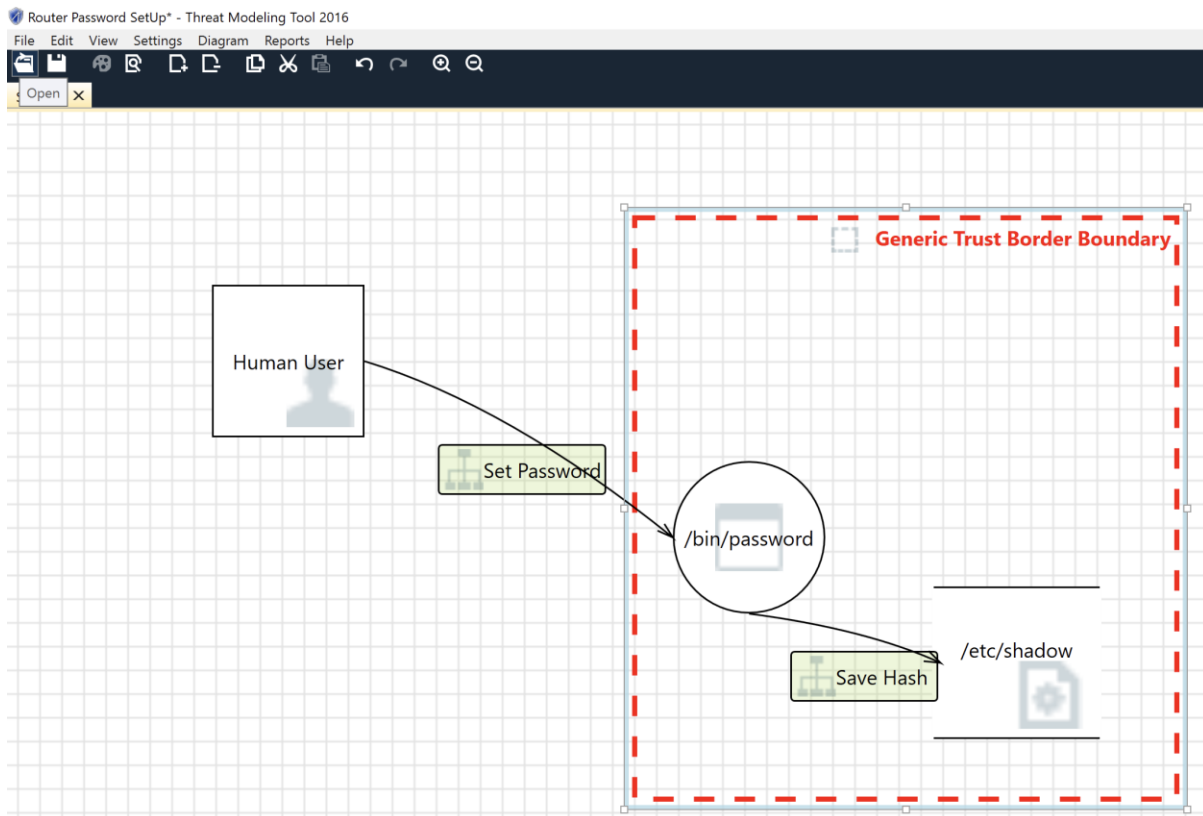 Router Password SetUp* - Threat Modeling Tool 2016
File Edit View Settings Diagram Reports Help
Open
Generic Trust Border Boundary
Human User
Set Password
/bin/password
/etc/shadow
Save Hash